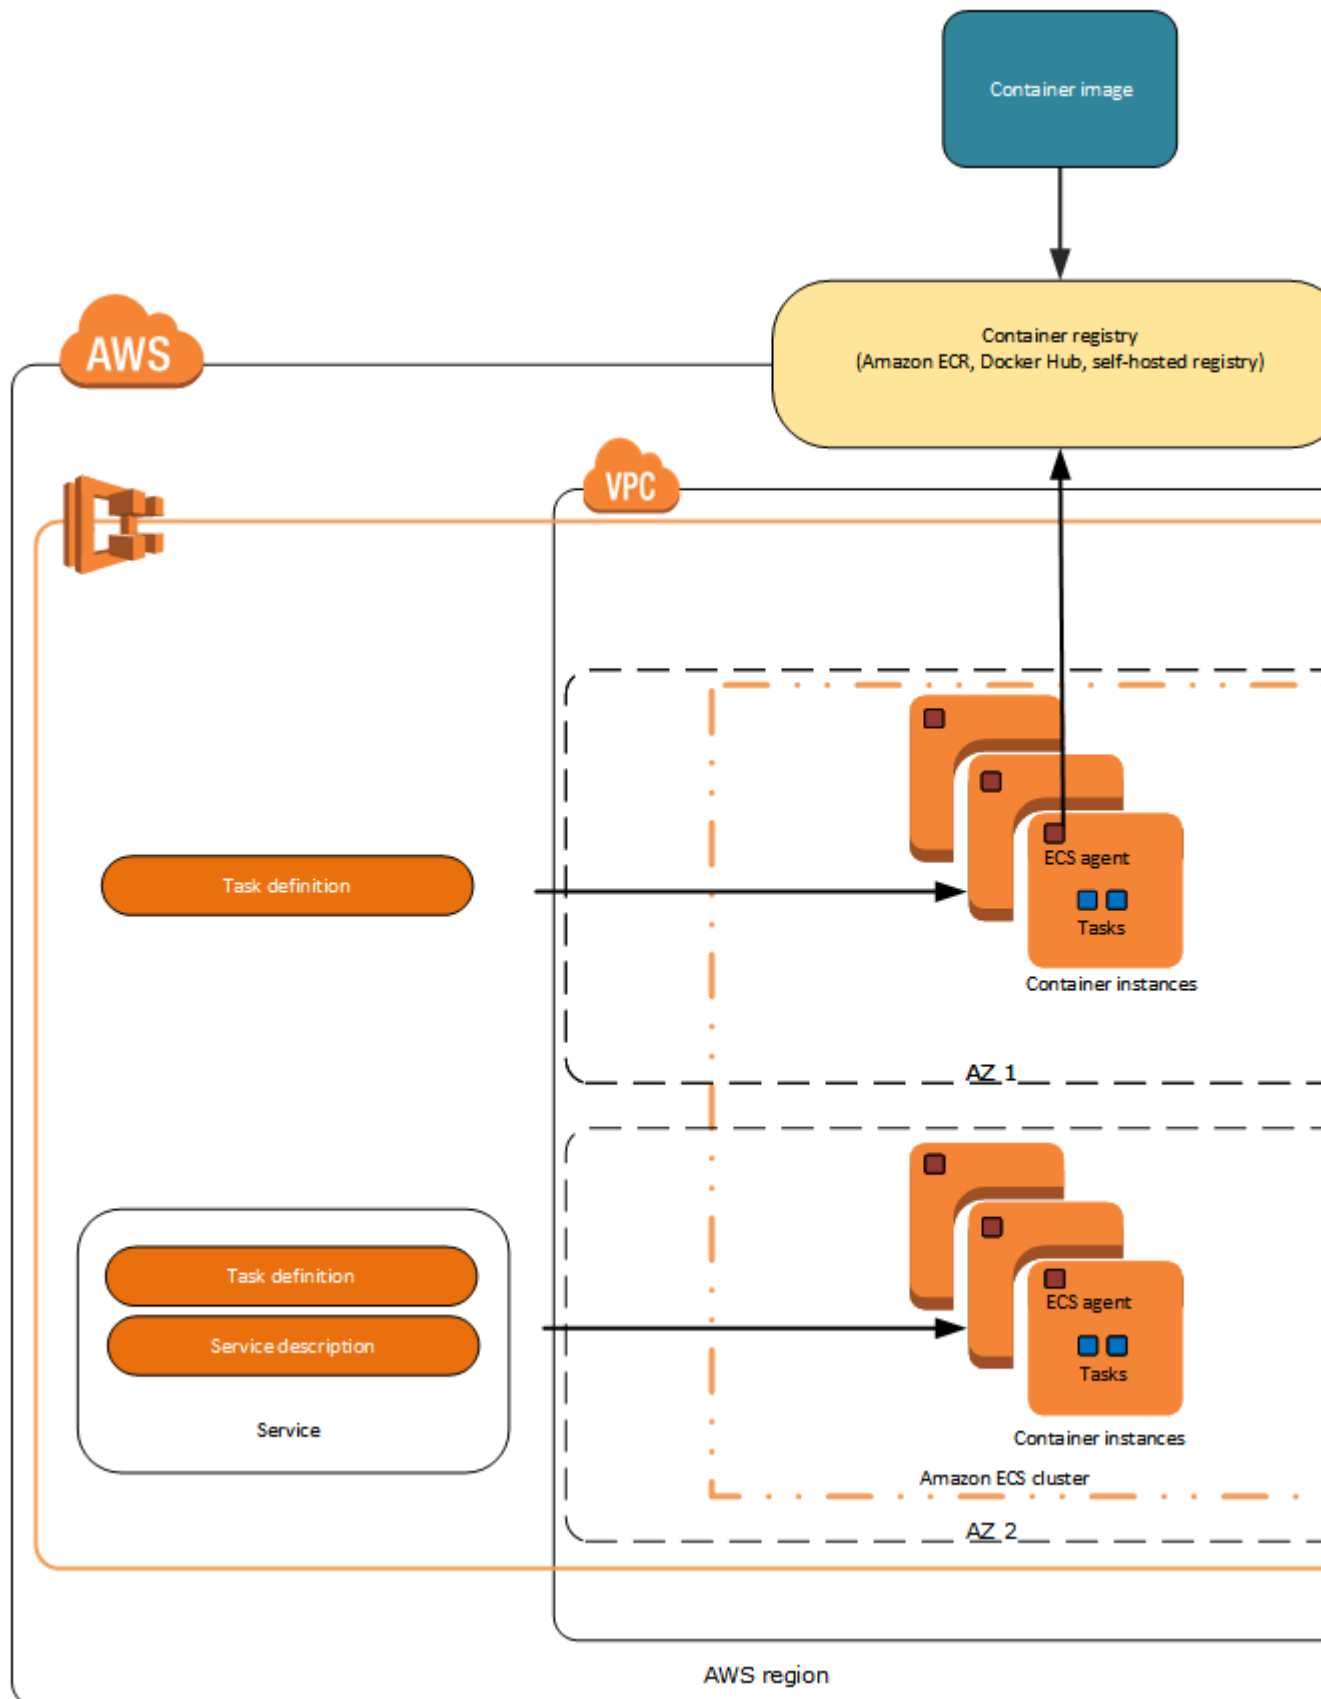 Container image
Container registry
(Amazon ECR, Docker Hub, self-hosted registry)
AWS
VPC
ECS agent
Tasks
Task definition
Container instances
AZ 1
Task definition
Service description
Service
ECS agent
Tasks
Container instances
Amazon ECS cluster
AZ 2
AWS region